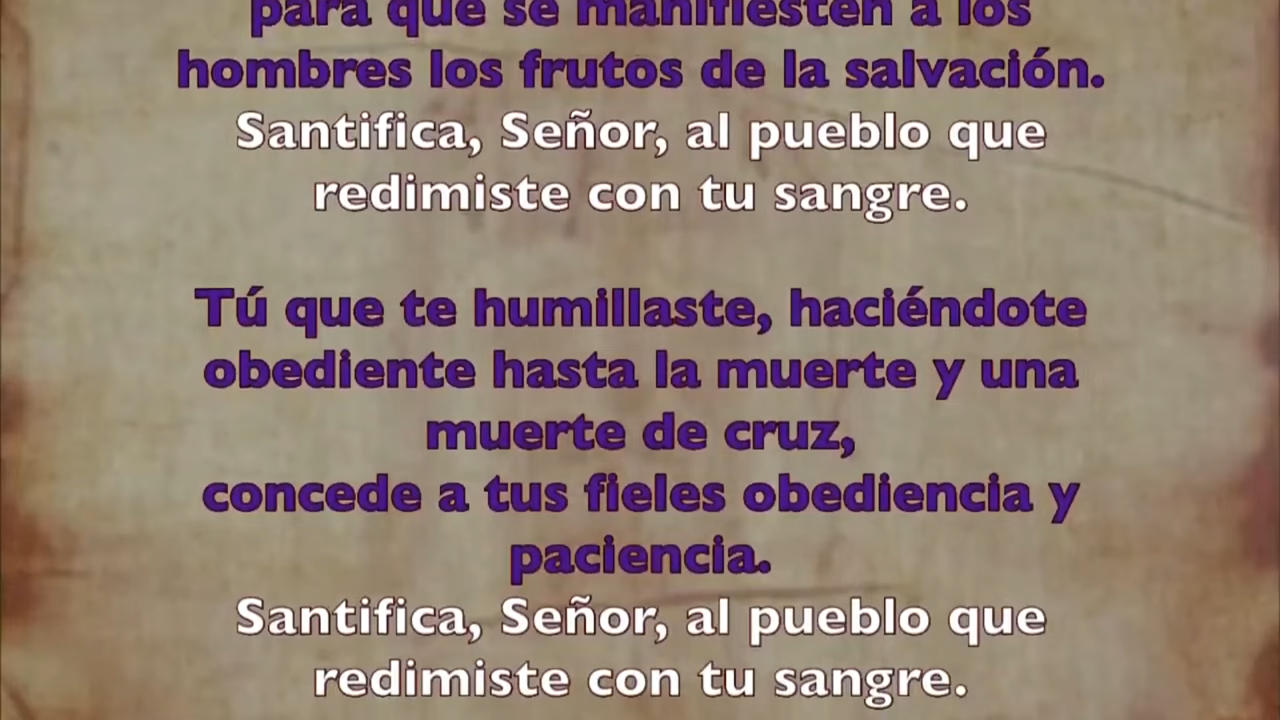 para que se manifiesten a los
hombres los frutos de la salvación.
Santifica, Señor, al pueblo que
redimiste con tu sangre.
Tú que te humillaste, haciéndote
obediente hasta la muerte y una
muerte de cruz,
concede a tus fieles obediencia y
paciencia.
Santifica, Señor, al pueblo que
redimiste con tu sangre.